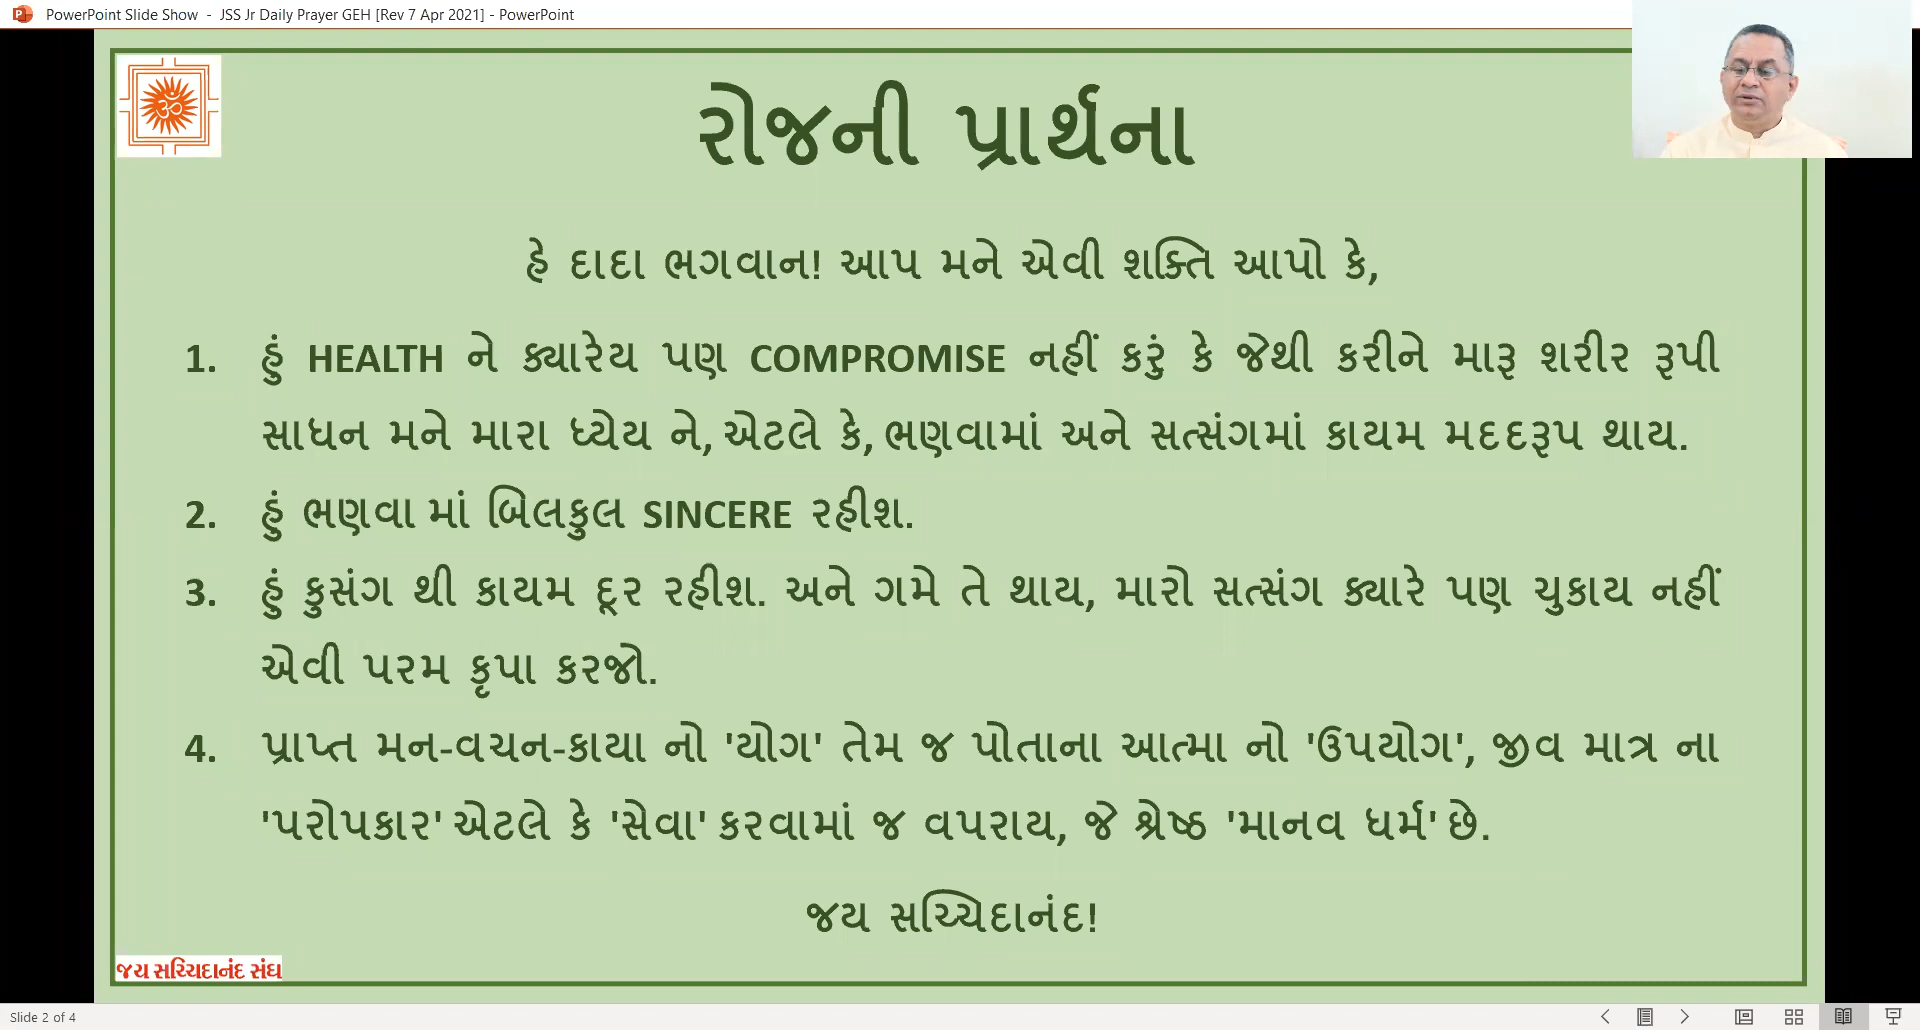 PowerPoint Slide Show - JSS Jr Daily Prayer GEH [Rev 7 Apr 2021] - PowerPoint
રોજની પ્રાર્થના
હે દાદા ભગવાન! આપ મને એવી શક્તિ આપો કે,
1. હું HEALTH ને ક્યારેય પણ COMPROMISE નહીં કરું કે જેથી કરીને મારૂ શરીર રૂપી
સાધન મને મારા ધ્યેય ને, એટલે કે, ભણવામાં અને સત્સંગમાં કાયમ મદદરૂપ થાય.
2. હું ભણવા માં બિલકુલ SINCERE રહીશ.
3. હું કુસંગ થી કાયમ દૂર રહીશ. અને ગમે તે થાય, મારો સત્સંગ ક્યારે પણ ચુકાય નહીં
એવી પરમ કૃપા કરજો.
4. પ્રાપ્ત મન-વચન-કાયા નો 'યોગ' તેમ જ પોતાના આત્મા નો 'ઉપયોગ', જીવ માત્ર ના
'પરોપકાર' એટલે કે 'સેવા' કરવામાં જ વપરાય, જે શ્રેષ્ઠ 'માનવ ધર્મ' છે.
જય સચ્ચિદાનંદ!
જય સચ્ચિદાનંદ સંઘ
Slide 2 of 4